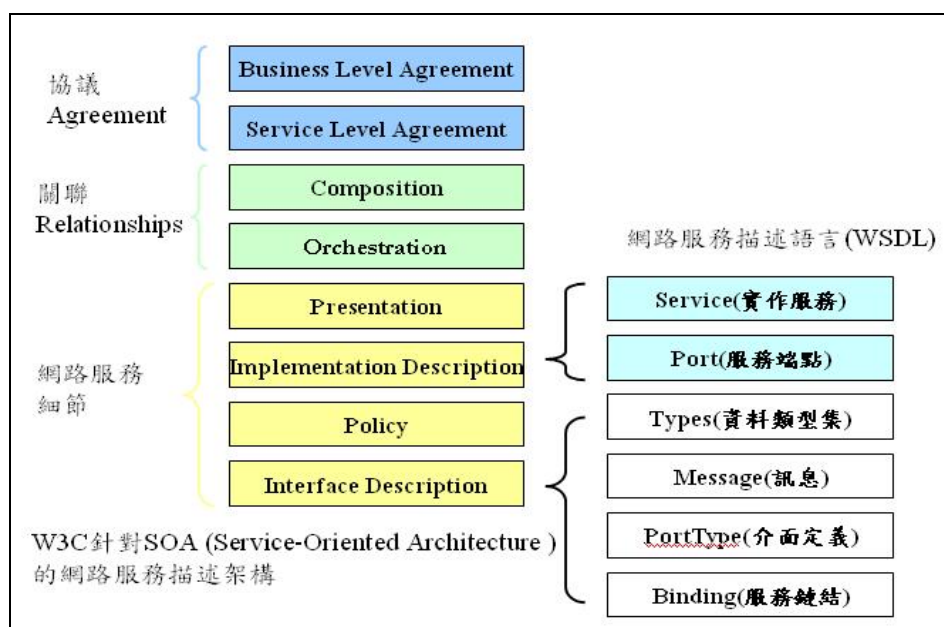 協議
Agreement
Business Level Agreement
Service Level Agreement
關聯
Relationships
Composition
Orchestration
網路服務
細節
Presentation
Implementation Description
Policy
Interface Description
網路服務描述語言(WSDL)
Service(實作服務)
Port(服務端點)
Types(資料類型集)
Message(訊息)
PortType(介面定義)
Binding(服務鏈結)
W3C針對SOA (Service-Oriented Architecture )
的網路服務描述架構